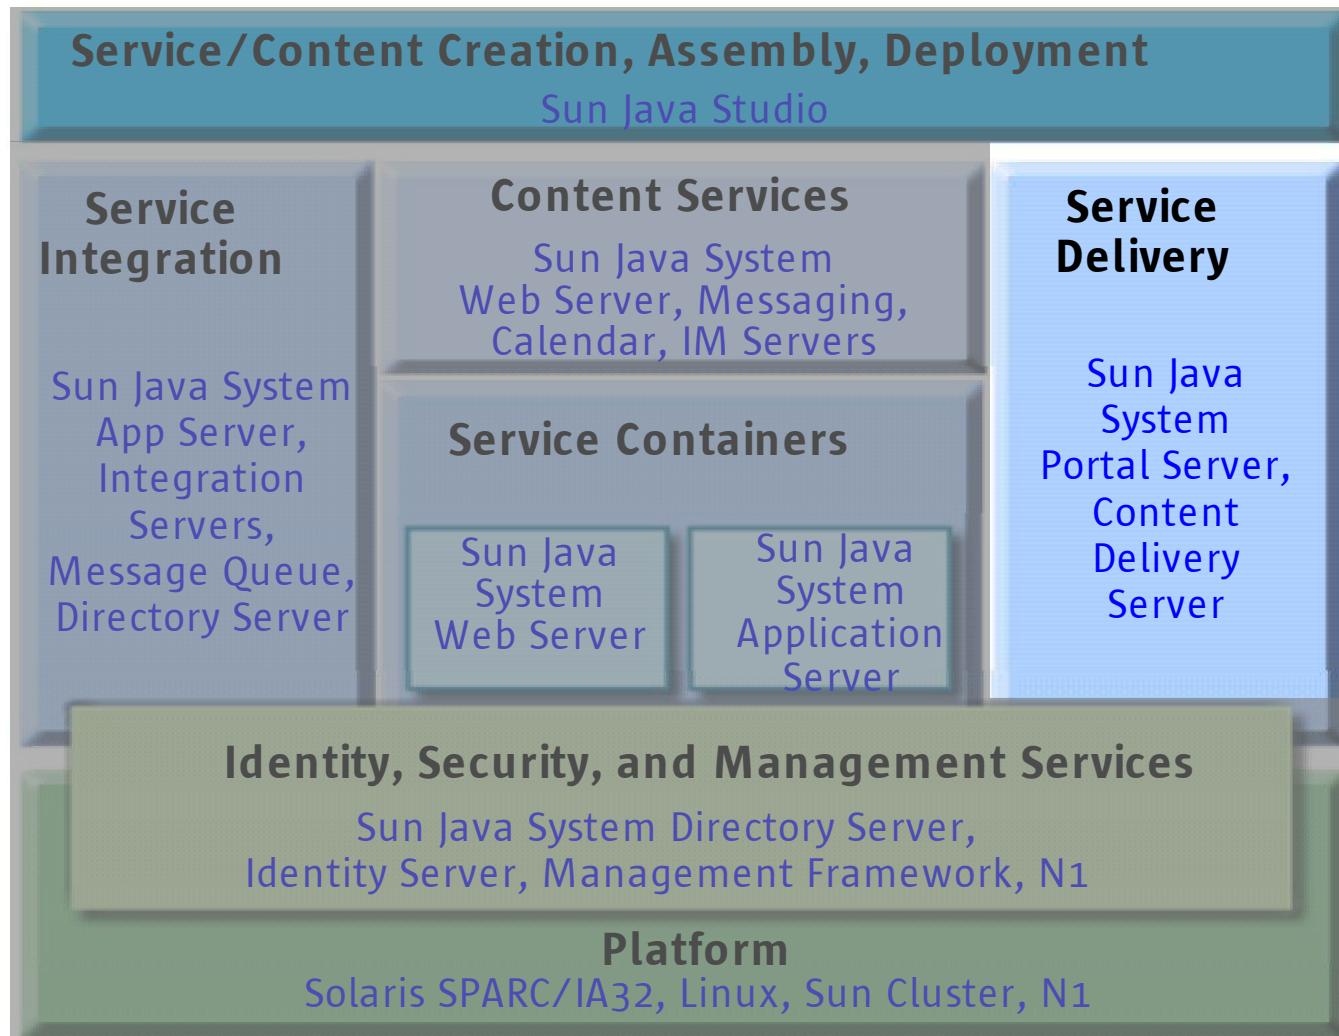 Service/Content Creation, Assembly, Deployment
Sun Java Studio
Service
Integration
Sun Java System
App Server,
Integration
Servers,
Message Queue,
Directory Server
Content Services
Sun Java System
Web Server, Messaging,
Calendar, IM Servers
Service Containers
Sun Java
System
Web Server
Sun Java
System
Application
Server
Service
Delivery
Sun Java
System
Portal Server,
Content
Delivery
Server
Identity, Security, and Management Services
Sun Java System Directory Server,
Identity Server, Management Framework, N1
Platform
Solaris SPARC/IA32, Linux, Sun Cluster, N1